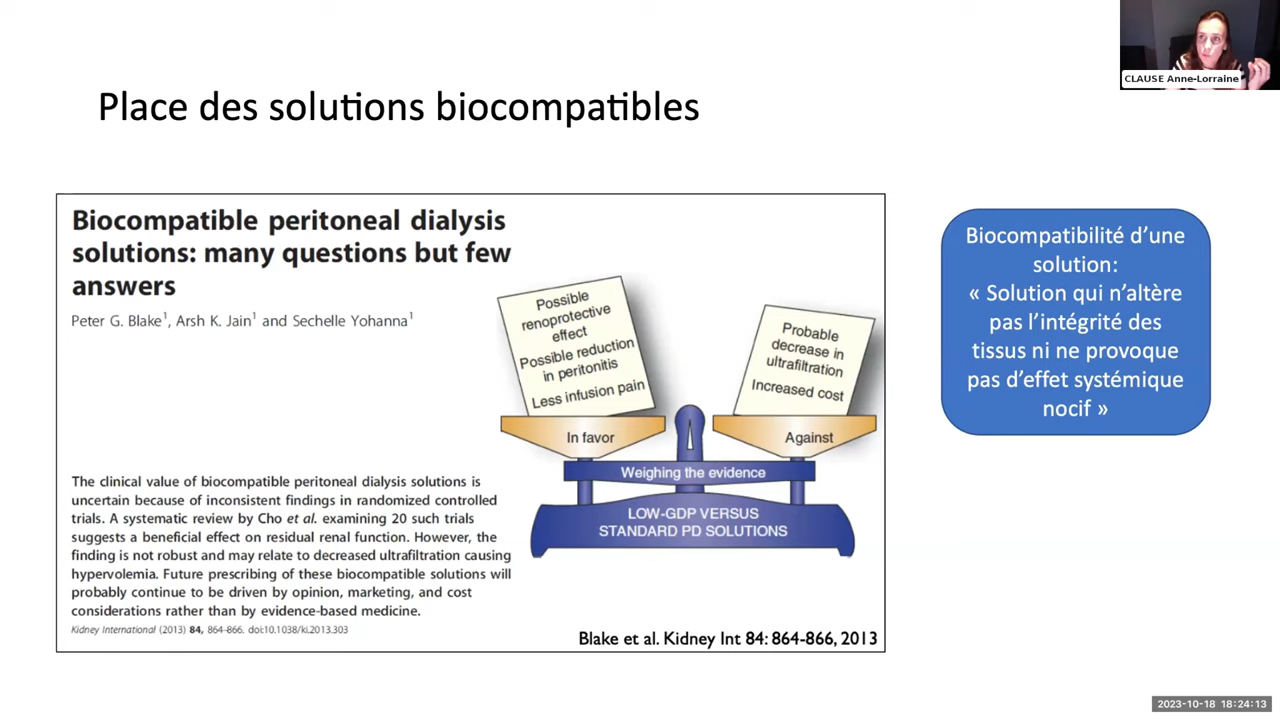 CLAUSE Anne-Lorraine
Place des solutions biocompatibles
Biocompatible peritoneal dialysis
solutions: many questions but few
answers
Peter G. Blake1, Arsh K. Jain1 and Sechelle Yohanna1
Possible
renoprotective
effect
Possible reduction
in peritonitis
Less infusion pain
Probable
decrease in
ultrafiltration
Increased cost
In favor
Against
Weighing the evidence
LOW-GDP VERSUS
STANDARD PD SOLUTIONS
The clinical value of biocompatible peritoneal dialysis solutions is
uncertain because of inconsistent findings in randomized controlled
trials. A systematic review by Cho et al. examining 20 such trials
suggests a beneficial effect on residual renal function. However, the
finding is not robust and may relate to decreased ultrafiltration causing
hypervolemia. Future prescribing of these biocompatible solutions will
probably continue to be driven by opinion, marketing, and cost
considerations rather than by evidence-based medicine.
Kidney International (2013) 84, 864-866. doi:10.1038/ki.2013.303
Blake et al. Kidney Int 84: 864-866, 2013
Biocompatibilité d’une
solution:
« Solution qui n’altère
pas l’intégrité des
tissus ni ne provoque
pas d’effet systémique
nocif »
2023-10-18 18:24:13